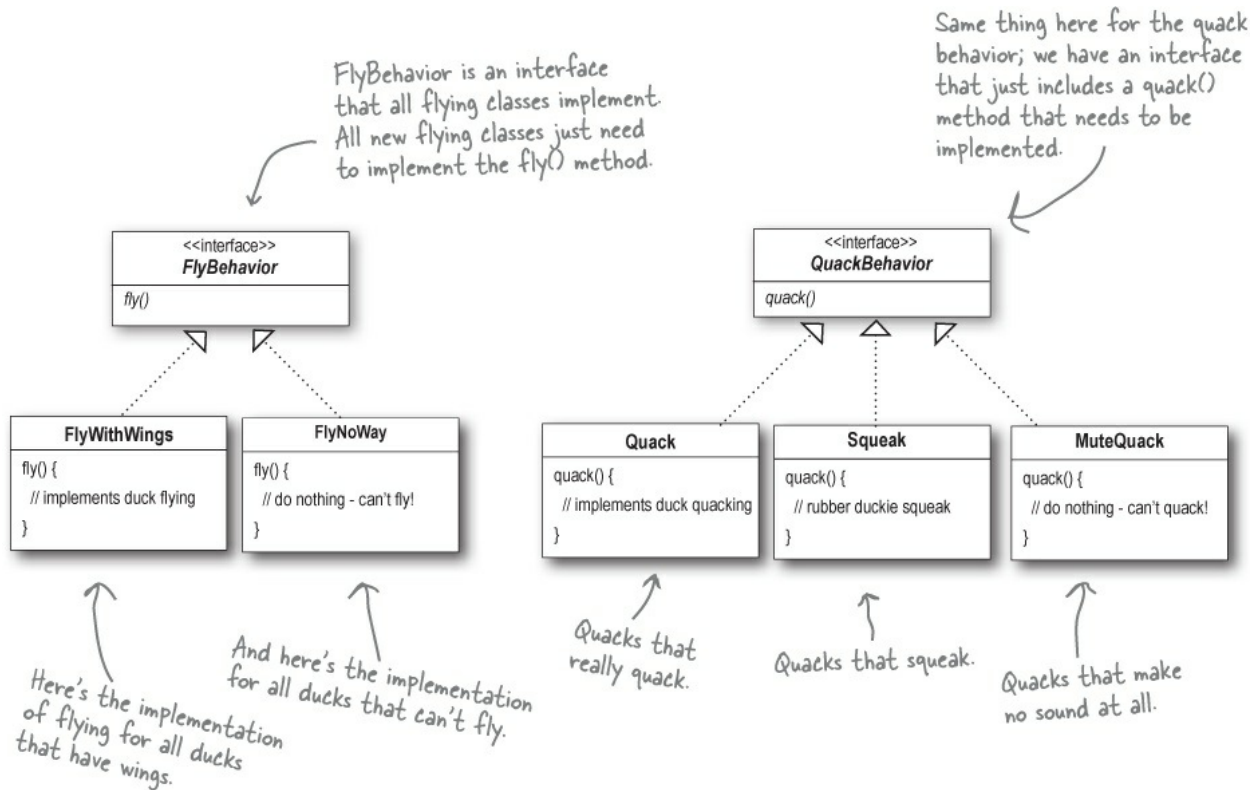 FlyBehavior is an interface
that all flying classes implement.
All new flying classes just need
to implement the fly() method.
Same thing here for the quack
behavior; we have an interface
that just includes a quack()
method that needs to be
implemented.
<<interface>>
FlyBehavior
fly()
<<interface>>
QuackBehavior
quack()
FlyWithWings
fly() {
// implements duck flying
}
FlyNoWay
fly() {
// do nothing - can't fly!
}
Quack
quack() {
// implements duck quacking
}
Squeak
quack() {
// rubber duckie squeak
}
MuteQuack
quack() {
// do nothing - can't quack!
}
Here's the implementation
of flying for all ducks
that have wings.
And here's the implementation
for all ducks that can't fly.
Quacks that
really quack.
Quacks that squeak.
Quacks that make
no sound at all.